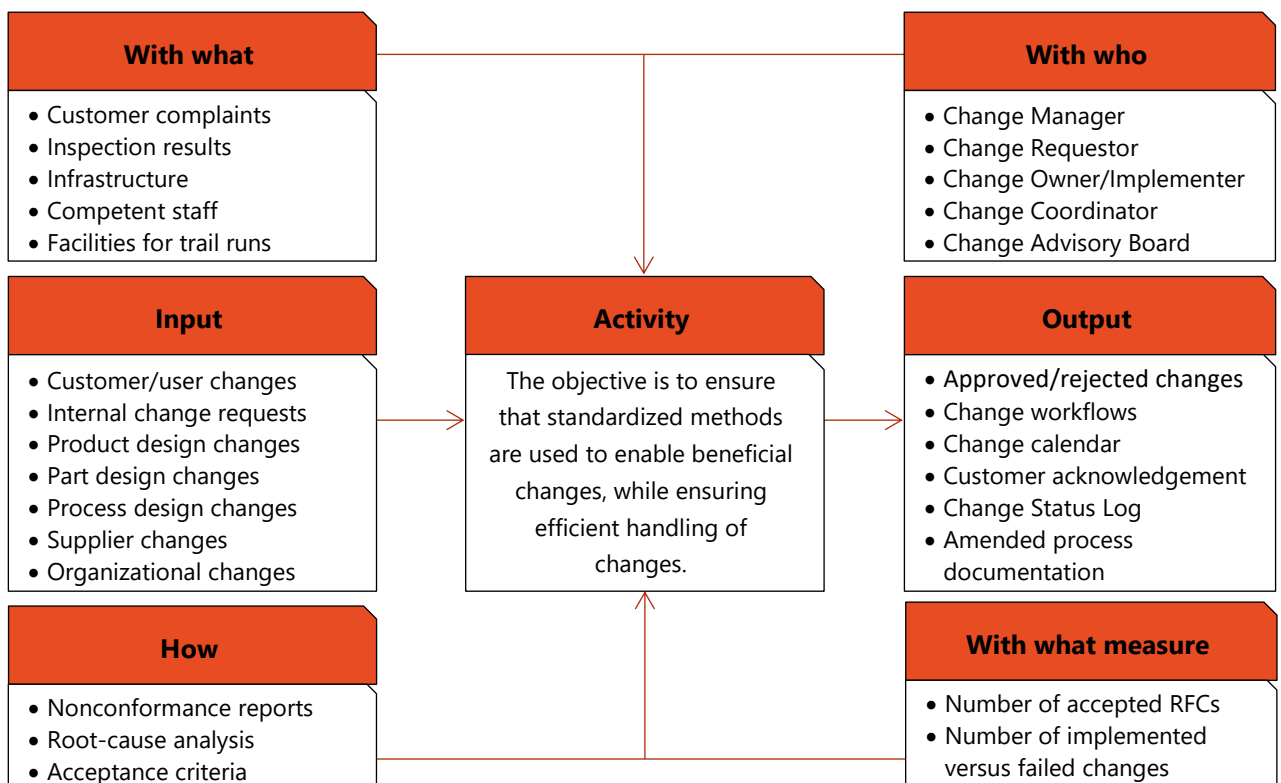 With what
• Customer complaints
• Inspection results
• Infrastructure
• Competent staff
• Facilities for trail runs
With who
• Change Manager
• Change Requestor
• Change Owner/Implementer
• Change Coordinator
• Change Advisory Board
Input
• Customer/user changes
• Internal change requests
• Product design changes
• Part design changes
• Process design changes
• Supplier changes
• Organizational changes
Activity
The objective is to ensure
that standardized methods
are used to enable beneficial
changes, while ensuring
efficient handling of
changes.
Output
• Approved/rejected changes
• Change workflows
• Change calendar
• Customer acknowledgement
• Change Status Log
• Amended process
documentation
How
• Nonconformance reports
• Root-cause analysis
• Acceptance criteria
With what measure
• Number of accepted RFCs
• Number of implemented
versus failed changes